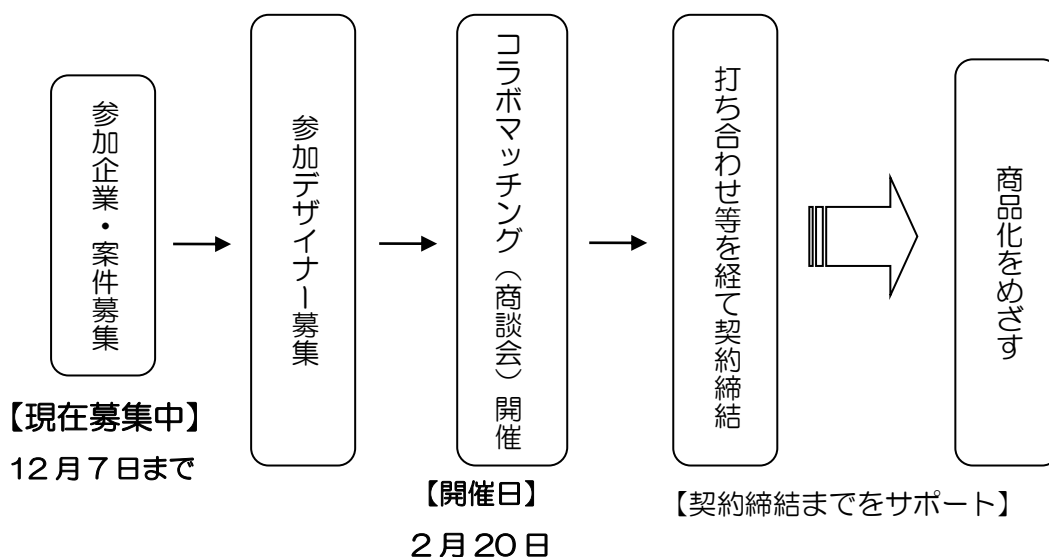 参加企業・案件募集
【現在募集中】
12月7日まで
参加デザイナー募集
コラボマッチング（商談会）開催
【開催日】
2月20日
打ち合わせ等を経て契約締結
【契約締結までをサポート】
商品化をめざす